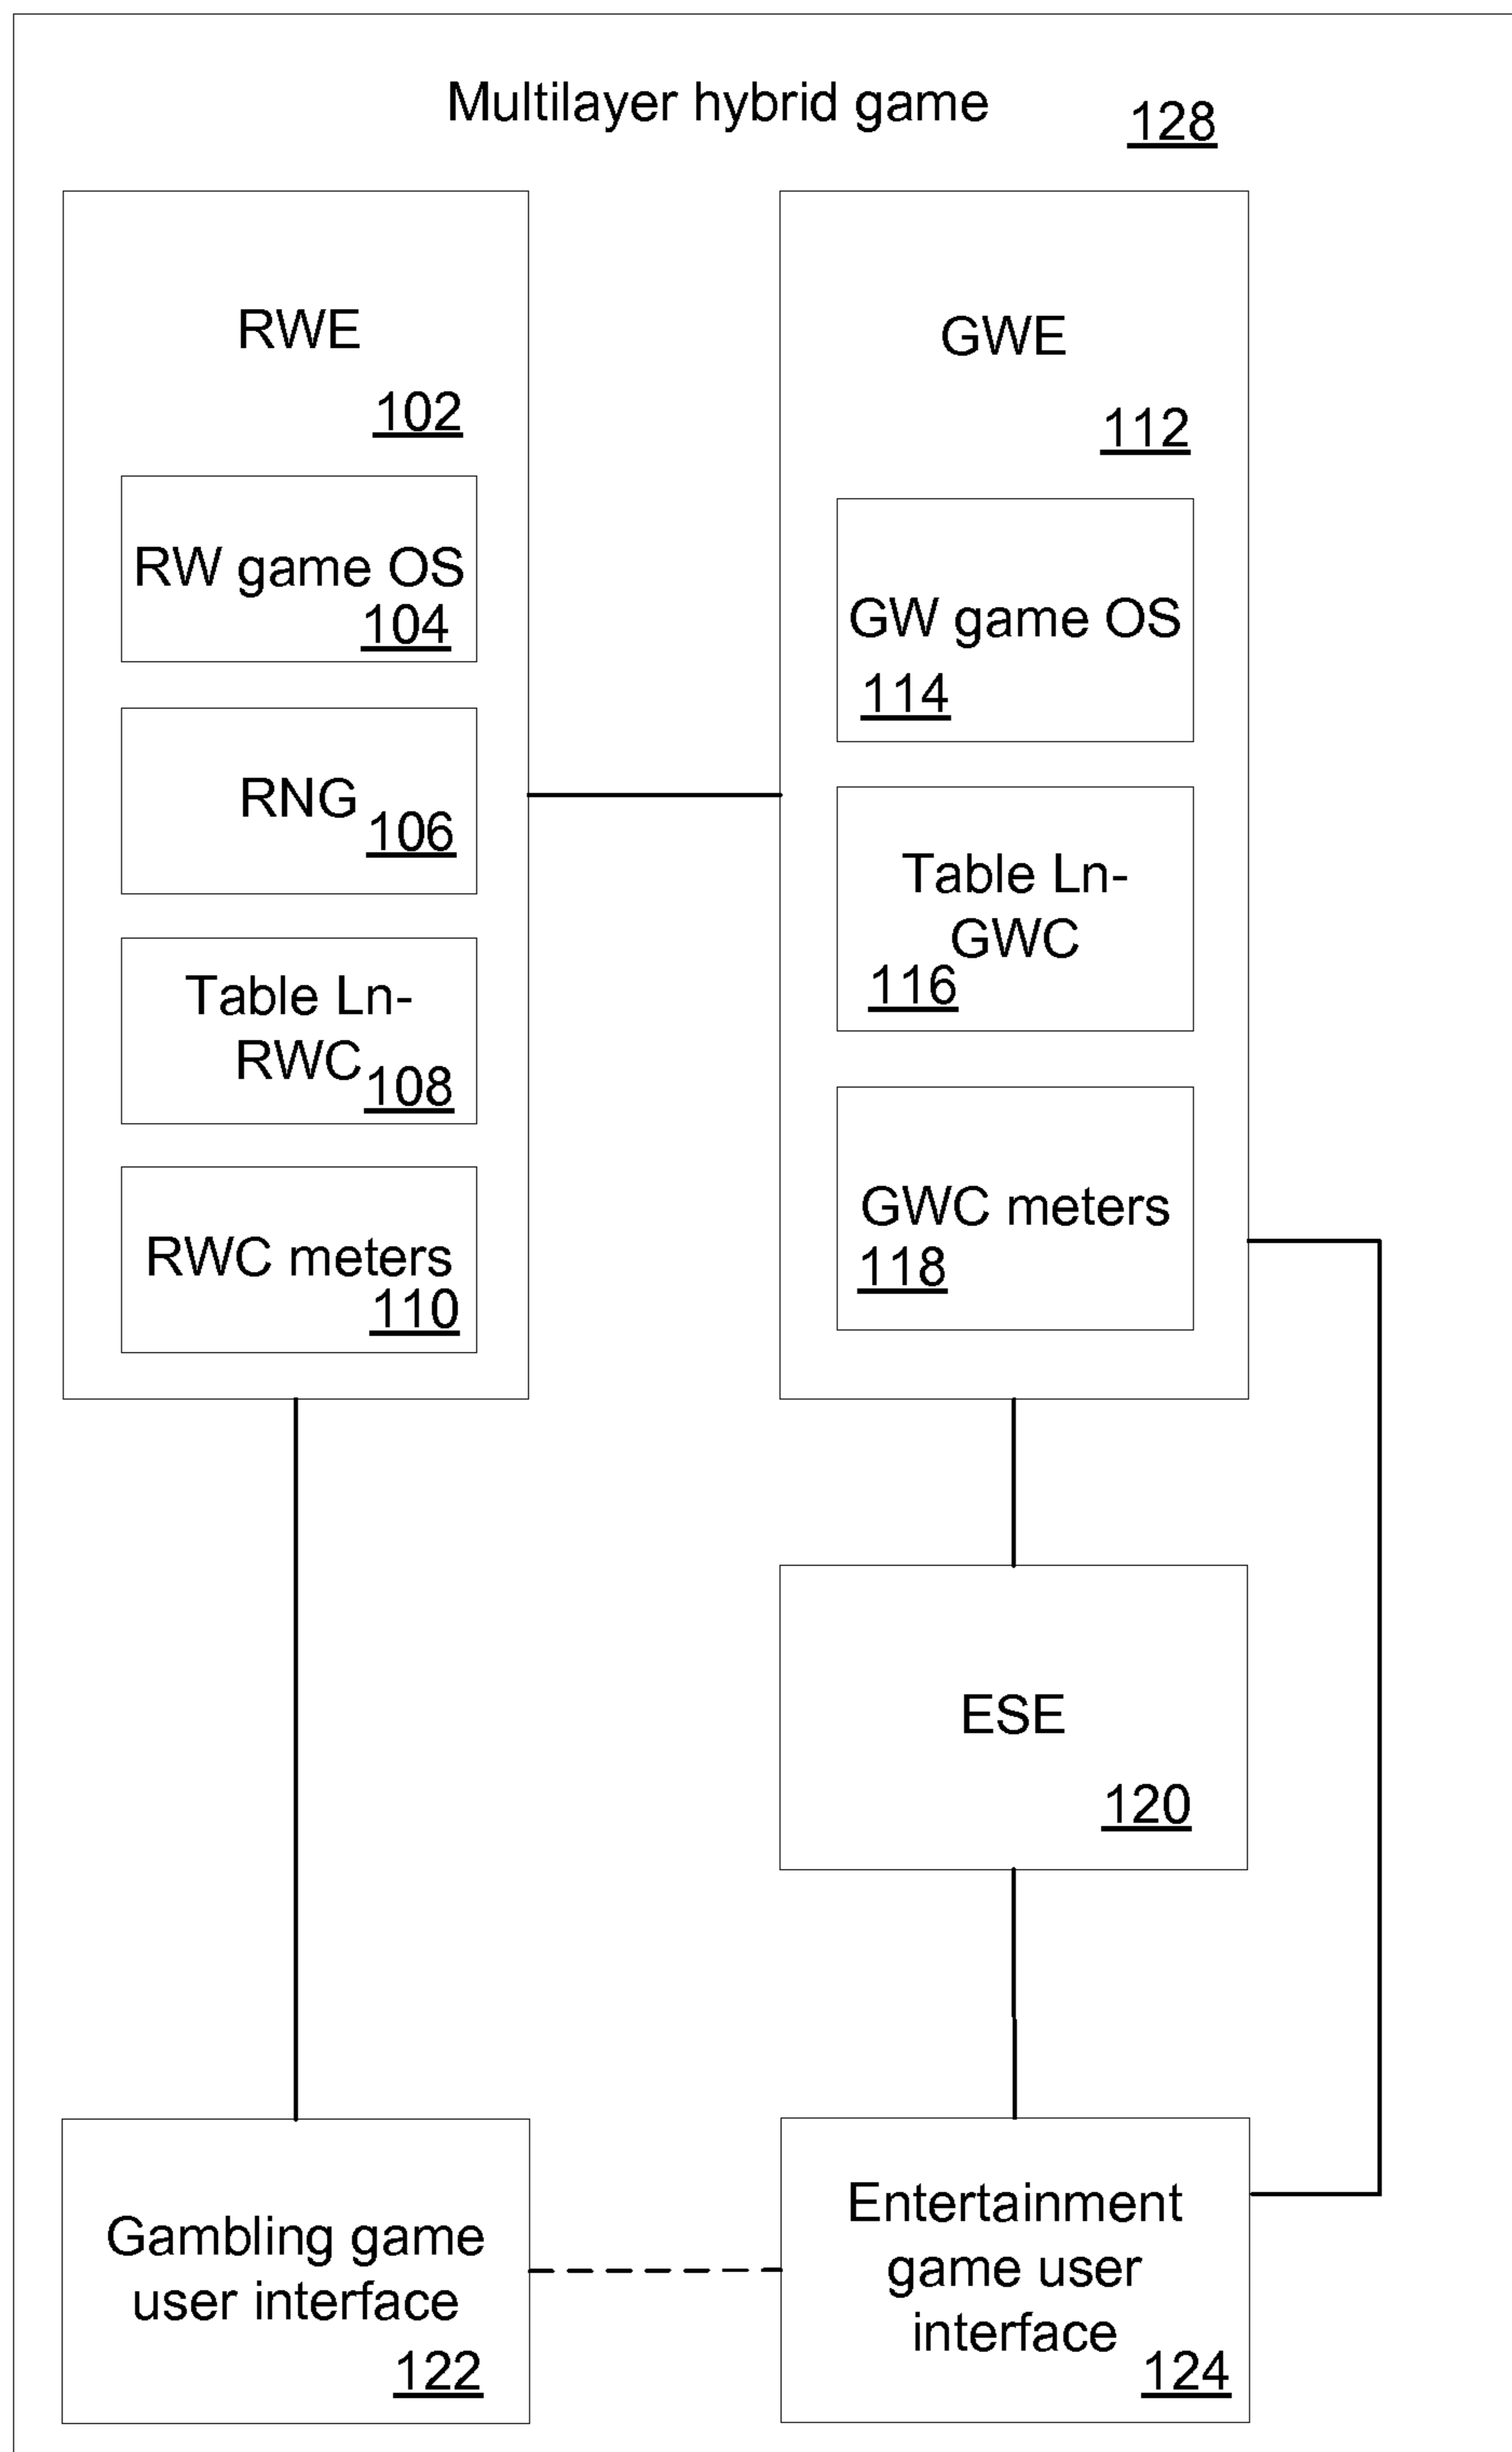 Multilayer hybrid game
128
RWE
102
RW game OS
104
RNG
106
Table Ln-
RWC
108
RWC meters
110
GWE
112
GW game OS
114
Table Ln-
GWC
116
GWC meters
118
ESE
120
Gambling game
user interface
122
Entertainment
game user
interface
124